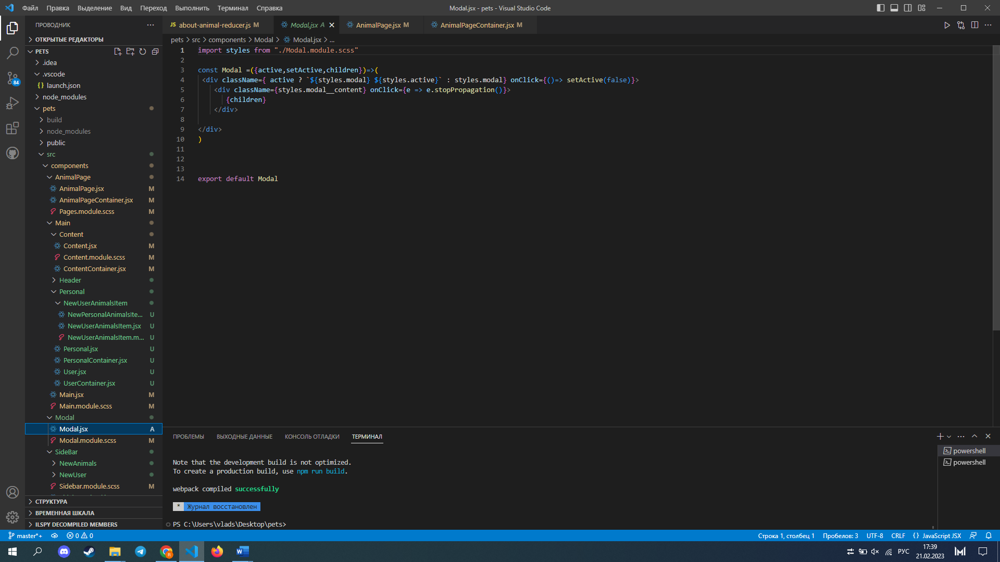 Файл Правка Выделение Вид Переход Выполнить Терминал Справка
Modal.jsx - pets - Visual Studio Code
ПРОВОДНИК
ОТКРЫТЫЕ РЕДАКТОРЫ
PETS
.idea
.vscode
launch.json
node_modules
pets
build
node_modules
public
src
components
AnimalPage
AnimalPage.jsx M
AnimalPageContainer.jsx M
Pages.module.scss M
Main
Content
Content.jsx M
Content.module.scss M
ContentContainer.jsx M
Header
Personal
NewUserAnimalsItem
NewPersonalAnimalsIte... U
NewUserAnimalsItem.jsx U
NewUserAnimalsItem.m... U
Personal.jsx U
PersonalContainer.jsx U
User.jsx U
UserContainer.jsx U
Main.jsx M
Main.module.scss M
Modal
Modal.jsx A
Modal.module.scss M
SideBar
NewAnimals
NewUser
Sidebar.module.scss M
СТРУКТУРА
ВРЕМЕННАЯ ШКАЛА
ILSPY DECOMPILED MEMBERS
84
JS about-animal-reducer.js M
Modal.jsx A
AnimalPage.jsx M
AnimalPageContainer.jsx M
pets > src > components > Modal > Modal.jsx > ...
1 import styles from "./Modal.module.scss"
2
3 const Modal =({active,setActive,children})=>(
4 <div className={ active ? `${styles.modal} ${styles.active}` : styles.modal} onClick={()=> setActive(false)}>
5 <div className={styles.modal__content} onClick={e => e.stopPropagation()}>
6 {children}
7 </div>
8
9 </div>
10 )
11
12
13
14 export default Modal
ПРОБЛЕМЫ ВЫХОДНЫЕ ДАННЫЕ КОНСОЛЬ ОТЛАДКИ ТЕРМИНАЛ
Note that the development build is not optimized.
To create a production build, use npm run build.
webpack compiled successfully
* Журнал восстановлен
PS C:\Users\vlads\Desktop\pets>
powershell
powershell
master*+ 0 0
Строка 1, столбец 1 Пробелов: 3 UTF-8 CRLF {} JavaScript JSX
РУС
17:39
21.02.2023